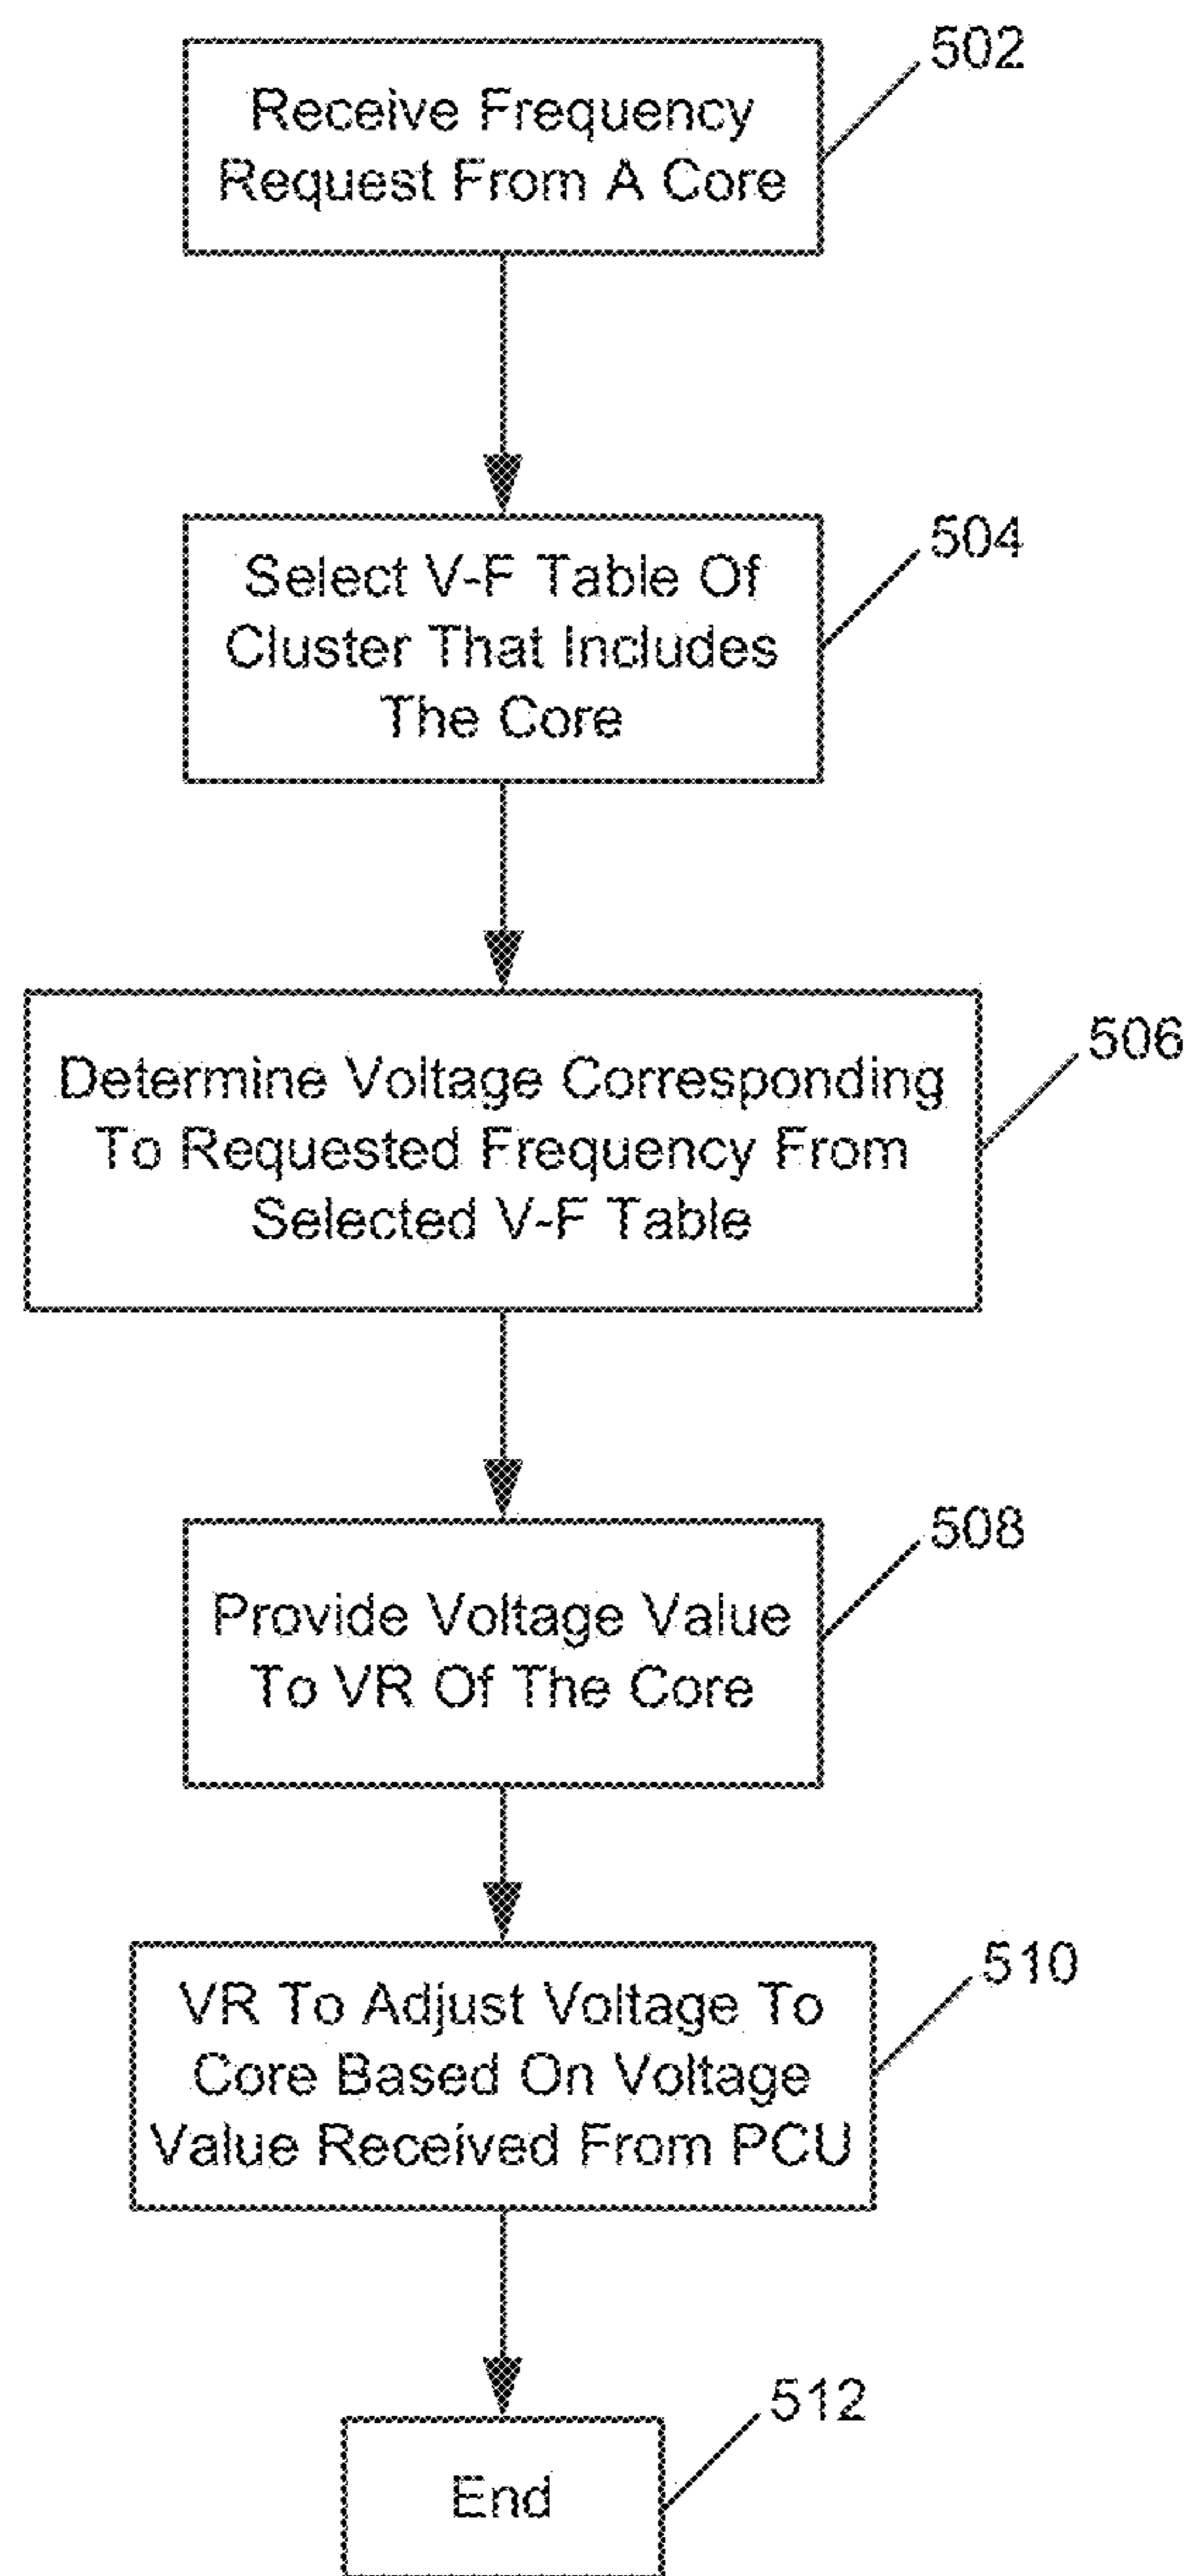 502
Receive Frequency
Request From A Core
504
Select V-F Table Of
Cluster That Includes
The Core
506
Determine Voltage Corresponding
To Requested Frequency From
Selected V-F Table
508
Provide Voltage Value
To VR Of The Core
510
VR To Adjust Voltage To
Core Based On Voltage
Value Received From PCU
512
End